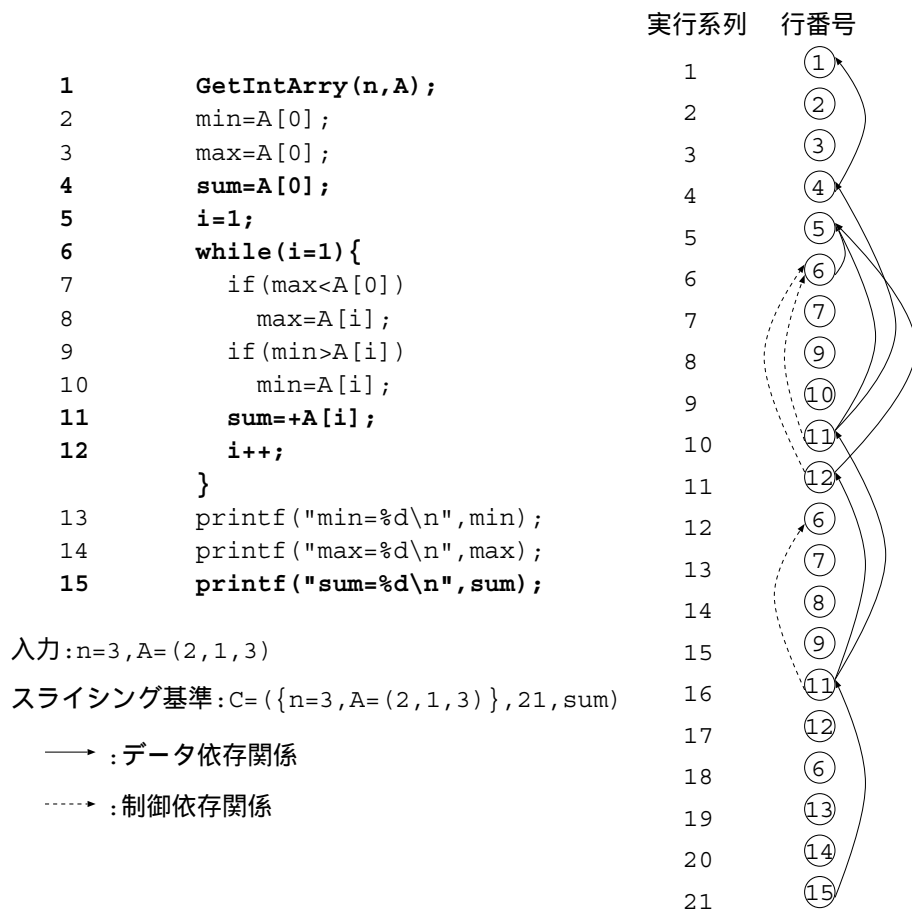 実行系列 行番号
1 GetIntArry(n,A);
2 min=A[0];
3 max=A[0];
4 sum=A[0];
5 i=1;
6 while(i=1){
7 if(max<A[0])
8 max=A[i];
9 if(min>A[i])
10 min=A[i];
11 sum=+A[i];
12 i++;
}
13 printf("min=%d\n",min);
14 printf("max=%d\n",max);
15 printf("sum=%d\n",sum);
入力:n=3,A=(2,1,3)
スライシング基準:C=({n=3,A=(2,1,3)},21,sum)
:データ依存関係
:制御依存関係
1 1
2 2
3 3
4 4
5 5
6 6
7 7
8 9
9 10
10 11
11 12
12 6
13 7
14 8
15 9
16 11
17 12
18 6
19 13
20 14
21 15